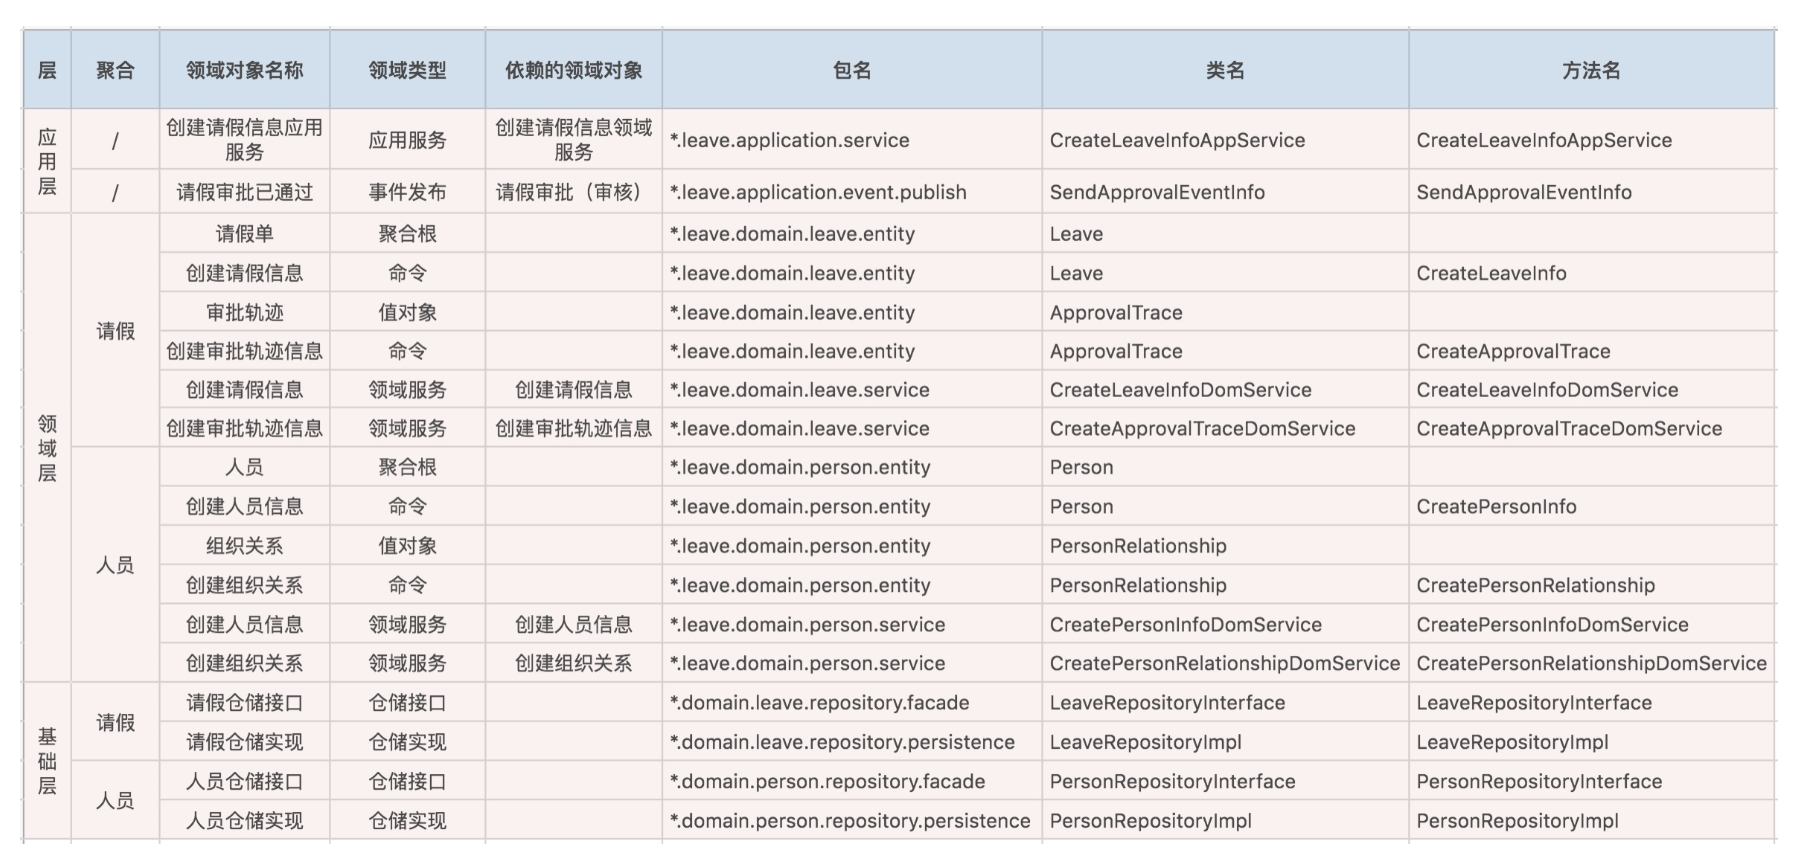 层 聚合 领域对象名称 领域类型 依赖的领域对象 包名 类名 方法名
应用层 / 创建请假信息应用服务 应用服务 创建请假信息领域服务 *.leave.application.service CreateLeaveInfoAppService CreateLeaveInfoAppService
/ 请假审批已通过 事件发布 请假审批（审核） *.leave.application.event.publish SendApprovalEventInfo SendApprovalEventInfo
领域层 请假 请假单 聚合根 *.leave.domain.leave.entity Leave
创建请假信息 命令 *.leave.domain.leave.entity Leave CreateLeaveInfo
审批轨迹 值对象 *.leave.domain.leave.entity ApprovalTrace
创建审批轨迹信息 命令 *.leave.domain.leave.entity ApprovalTrace CreateApprovalTrace
创建请假信息 领域服务 创建请假信息 *.leave.domain.leave.service CreateLeaveInfoDomService CreateLeaveInfoDomService
创建审批轨迹信息 领域服务 创建审批轨迹信息 *.leave.domain.leave.service CreateApprovalTraceDomService CreateApprovalTraceDomService
人员 人员 聚合根 *.leave.domain.person.entity Person
创建人员信息 命令 *.leave.domain.person.entity Person CreatePersonInfo
组织关系 值对象 *.leave.domain.person.entity PersonRelationship
创建组织关系 命令 *.leave.domain.person.entity PersonRelationship CreatePersonRelationship
创建人员信息 领域服务 创建人员信息 *.leave.domain.person.service CreatePersonInfoDomService CreatePersonInfoDomService
创建组织关系 领域服务 创建组织关系 *.leave.domain.person.service CreatePersonRelationshipDomService CreatePersonRelationshipDomService
基础层 请假 请假仓储接口 仓储接口 *.domain.leave.repository.facade LeaveRepositoryInterface LeaveRepositoryInterface
请假仓储实现 仓储实现 *.domain.leave.repository.persistence LeaveRepositoryImpl LeaveRepositoryImpl
人员 人员仓储接口 仓储接口 *.domain.person.repository.facade PersonRepositoryInterface PersonRepositoryInterface
人员仓储实现 仓储实现 *.domain.person.repository.persistence PersonRepositoryImpl PersonRepositoryImpl